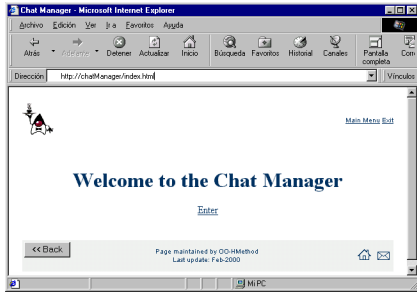 Chat Manager - Microsoft Internet Explorer
Archivo Edición Ver Ir a Favoritos Ayuda
Atrás Adelante Detener Actualizar Inicio Búsqueda Favoritos Historial Canales Pantalla completa Corr
Dirección http://chatManager/index.html Vínculos
Main Menu Exit
Welcome to the Chat Manager
Enter
<< Back
Page maintained by OO-HMethod
Last update: Feb-2000
Mi PC